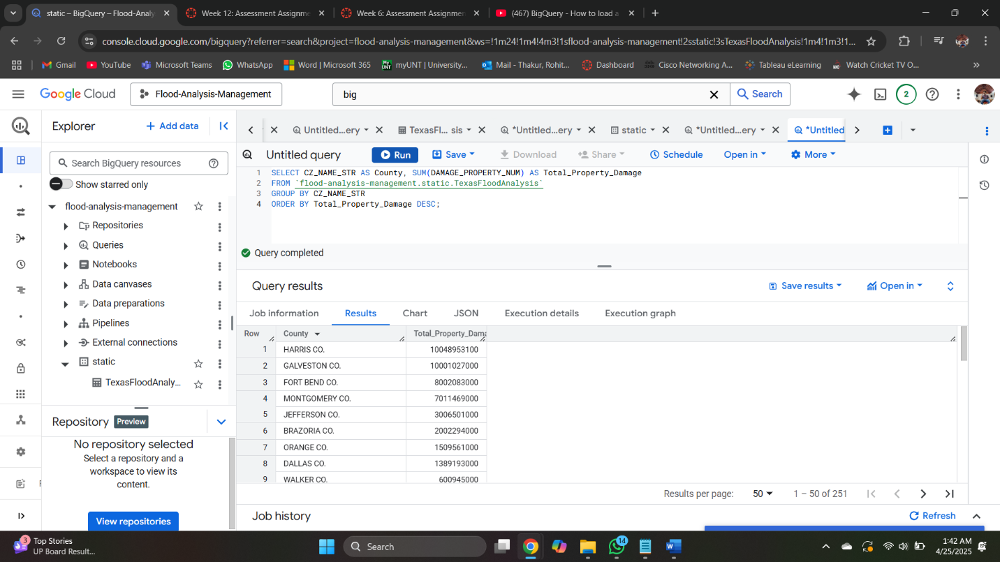 static – BigQuery – Flood-Analy
Week 12: Assessment Assignme
Week 6: Assessment Assignmen
(467) BigQuery - How to load a
console.cloud.google.com/bigquery?referrer=search&project=flood-analysis-management&ws=!1m24!1m4!4m3!1sflood-analysis-management!2sstatic!3sTexasFloodAnalysis!1m4!1m3!1...
Gmail
YouTube
Microsoft Teams
WhatsApp
Word | Microsoft 365
myUNT | University...
Mail - Thakur, Rohit...
Dashboard
Cisco Networking A...
Tableau eLearning
Watch Cricket TV O...
Google Cloud
Flood-Analysis-Management
big
Search
2
Explorer
+ Add data
Untitled...ery
TexasFl... sis
*Untitled...ery
static
*Untitled...ery
*Untitled
Search BigQuery resources
Untitled query
Run
Save
Download
Share
Schedule
Open in
More
Show starred only
1 SELECT CZ_NAME_STR AS County, SUM(DAMAGE_PROPERTY_NUM) AS Total_Property_Damage
2 FROM `flood-analysis-management.static.TexasFloodAnalysis`
3 GROUP BY CZ_NAME_STR
4 ORDER BY Total_Property_Damage DESC;
flood-analysis-management
Repositories
Queries
Notebooks
Data canvases
Data preparations
Pipelines
External connections
static
TexasFloodAnaly...
Query completed
Query results
Save results
Open in
Job information
Results
Chart
JSON
Execution details
Execution graph
Row County Total_Property_Dama
1 HARRIS CO. 10048953100
2 GALVESTON CO. 10001027000
3 FORT BEND CO. 8002083000
4 MONTGOMERY CO. 7011469000
5 JEFFERSON CO. 3006501000
6 BRAZORIA CO. 2002294000
7 ORANGE CO. 1509561000
8 DALLAS CO. 1389193000
9 WALKER CO. 600945000
Repository Preview
No repository selected
Select a repository and a
workspace to view its
content.
View repositories
Results per page: 50 1 – 50 of 251
Job history
Refresh
3
Top Stories
UP Board Result...
Search
14
1:42 AM
4/25/2025